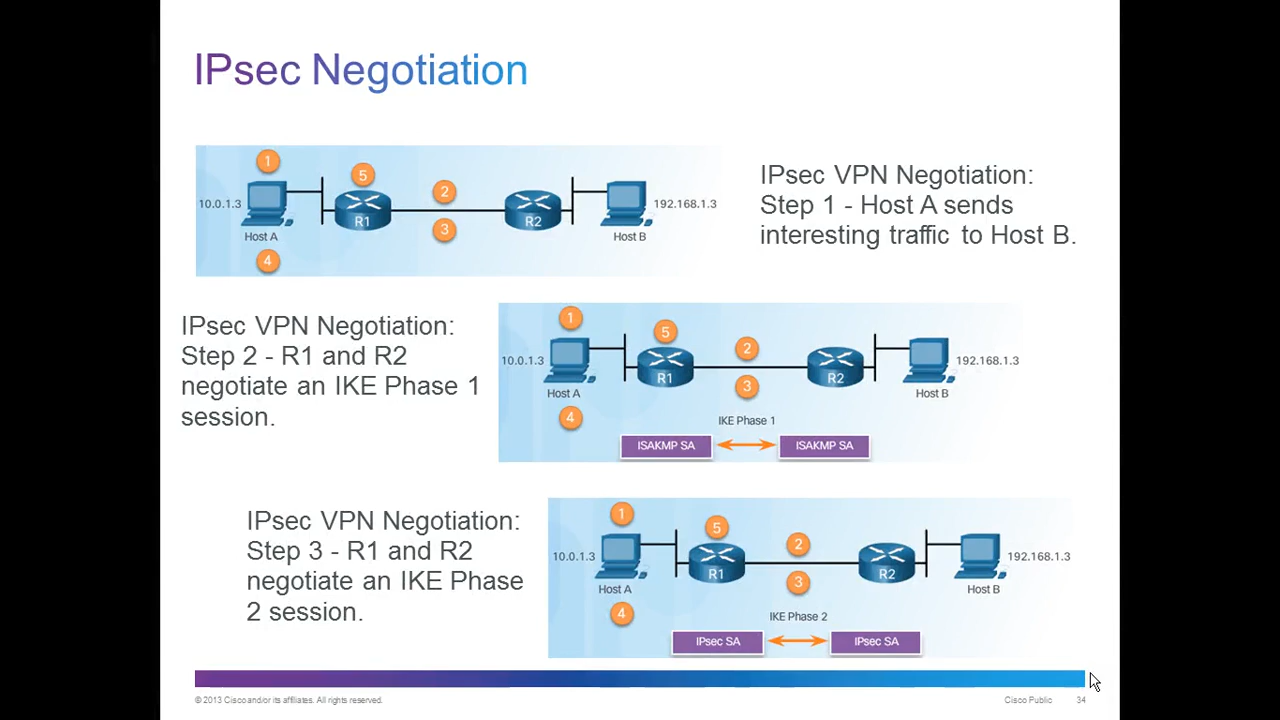 IPsec Negotiation
1
5
2
10.0.1.3
192.168.1.3
R1
R2
3
Host A
Host B
4
IPsec VPN Negotiation:
Step 1 - Host A sends
interesting traffic to Host B.
IPsec VPN Negotiation:
Step 2 - R1 and R2
negotiate an IKE Phase 1
session.
1
5
2
10.0.1.3
192.168.1.3
R1
R2
3
Host A
Host B
4
IKE Phase 1
ISAKMP SA
ISAKMP SA
IPsec VPN Negotiation:
Step 3 - R1 and R2
negotiate an IKE Phase
2 session.
1
5
2
10.0.1.3
192.168.1.3
R1
R2
3
Host A
Host B
4
IKE Phase 2
IPsec SA
IPsec SA
© 2013 Cisco and/or its affiliates. All rights reserved.
Cisco Public
34